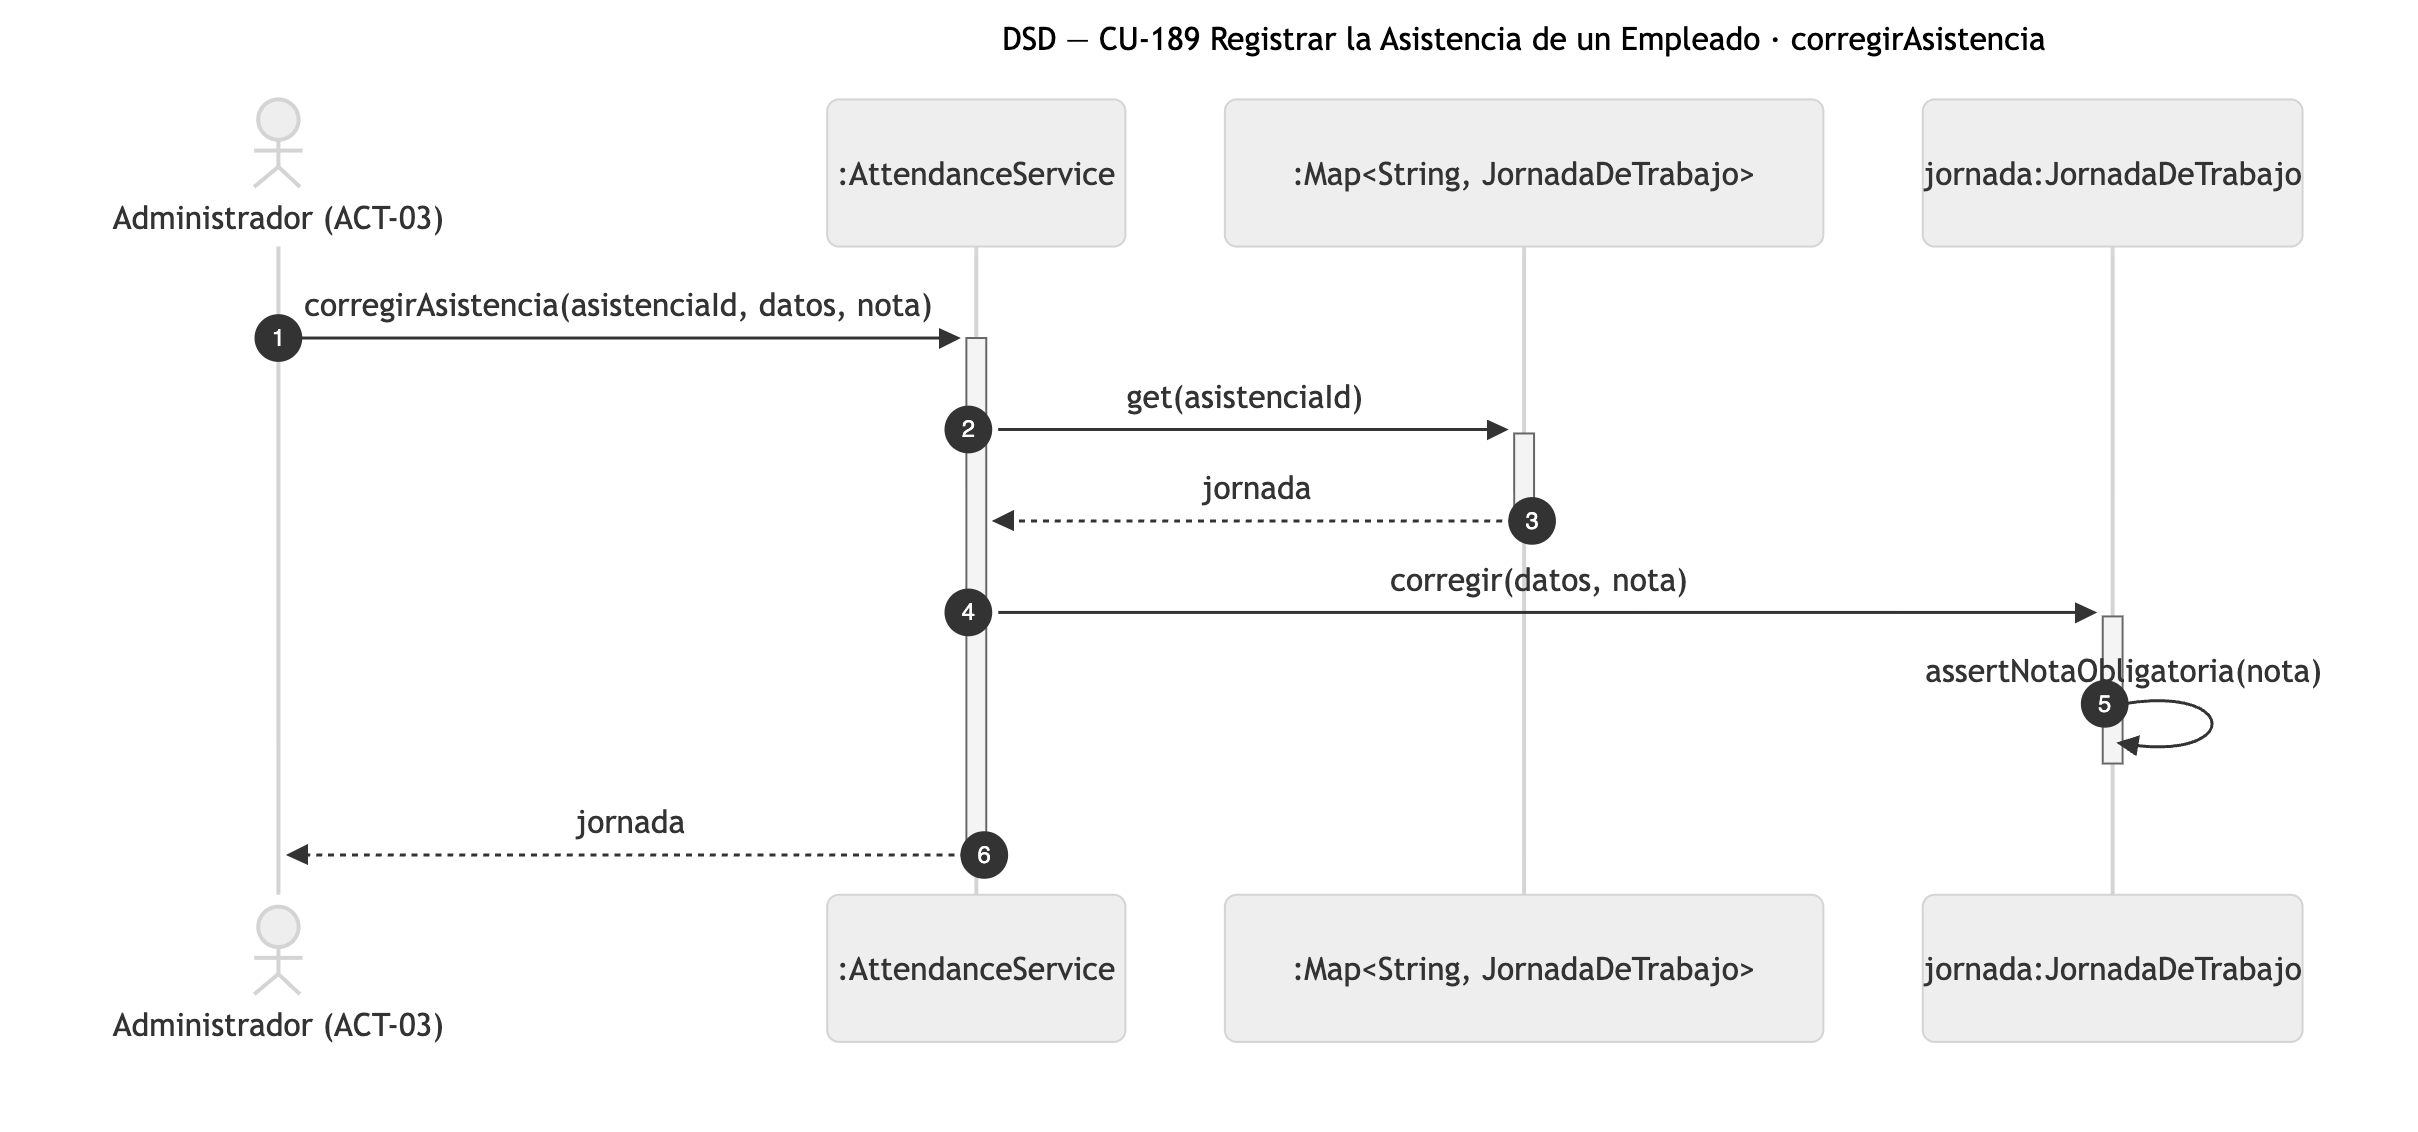 DSD — CU-189 Registrar la Asistencia de un Empleado · corregirAsistencia
Administrador (ACT-03)
:AttendanceService
:Map<String, JornadaDeTrabajo>
jornada:JornadaDeTrabajo
corregirAsistencia(asistenciaId, datos, nota)
1
get(asistenciaId)
2
jornada
3
corregir(datos, nota)
4
assertNotaObligatoria(nota)
5
jornada
6
Administrador (ACT-03)
:AttendanceService
:Map<String, JornadaDeTrabajo>
jornada:JornadaDeTrabajo